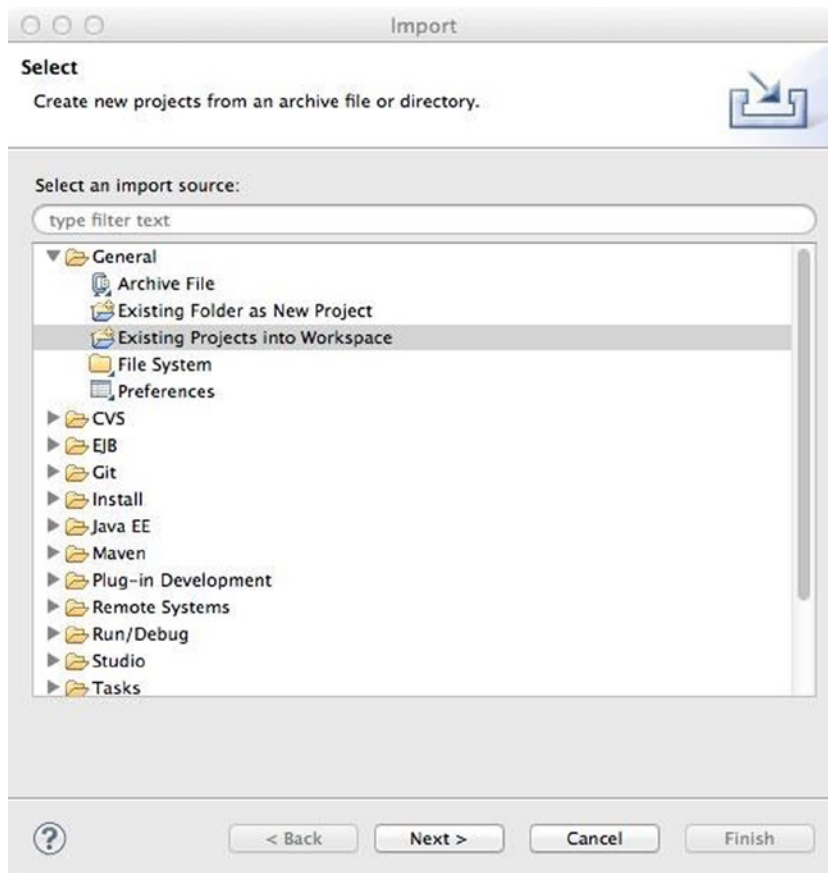 Import
Select
Create new projects from an archive file or directory.
Select an import source:
type filter text
General
Archive File
Existing Folder as New Project
Existing Projects into Workspace
File System
Preferences
CVS
EJB
Git
Install
Java EE
Maven
Plug-in Development
Remote Systems
Run/Debug
Studio
Tasks
? < Back Next > Cancel Finish